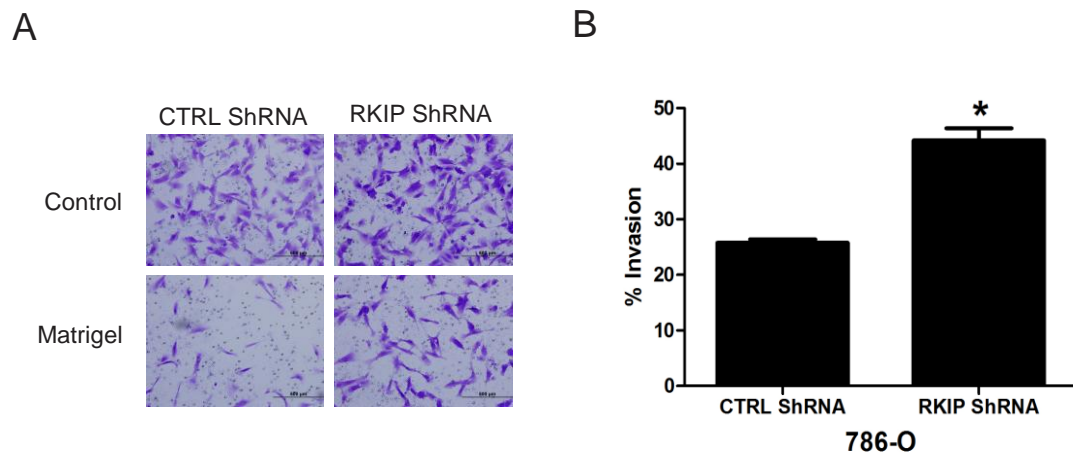 A
B
CTRL ShRNA
RKIP ShRNA
Control
Matrigel
50
40
30
20
10
0
% Invasion
*
CTRL ShRNA
RKIP ShRNA
786-O